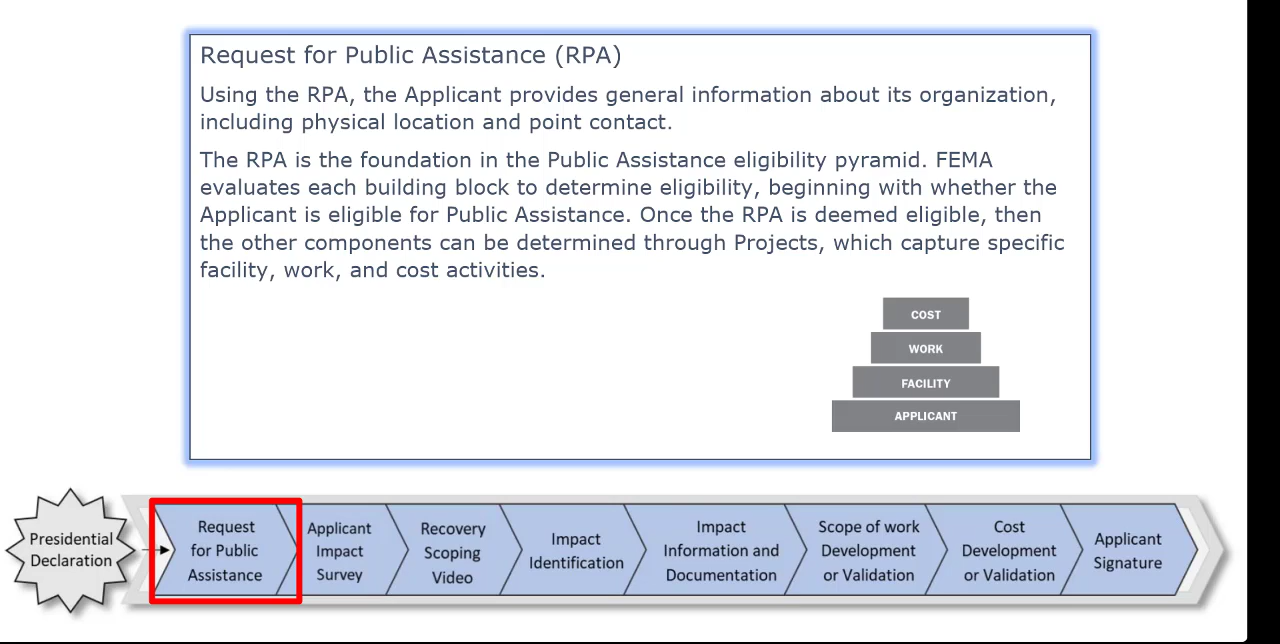 Request for Public Assistance (RPA)
Using the RPA, the Applicant provides general information about its organization,
including physical location and point contact.
The RPA is the foundation in the Public Assistance eligibility pyramid. FEMA
evaluates each building block to determine eligibility, beginning with whether the
Applicant is eligible for Public Assistance. Once the RPA is deemed eligible, then
the other components can be determined through Projects, which capture specific
facility, work, and cost activities.
COST
WORK
FACILITY
APPLICANT
Presidential
Declaration
Request
for Public
Assistance
Applicant
Impact
Survey
Recovery
Scoping
Video
Impact
Identification
Impact
Information and
Documentation
Scope of work
Development
or Validation
Cost
Development
or Validation
Applicant
Signature